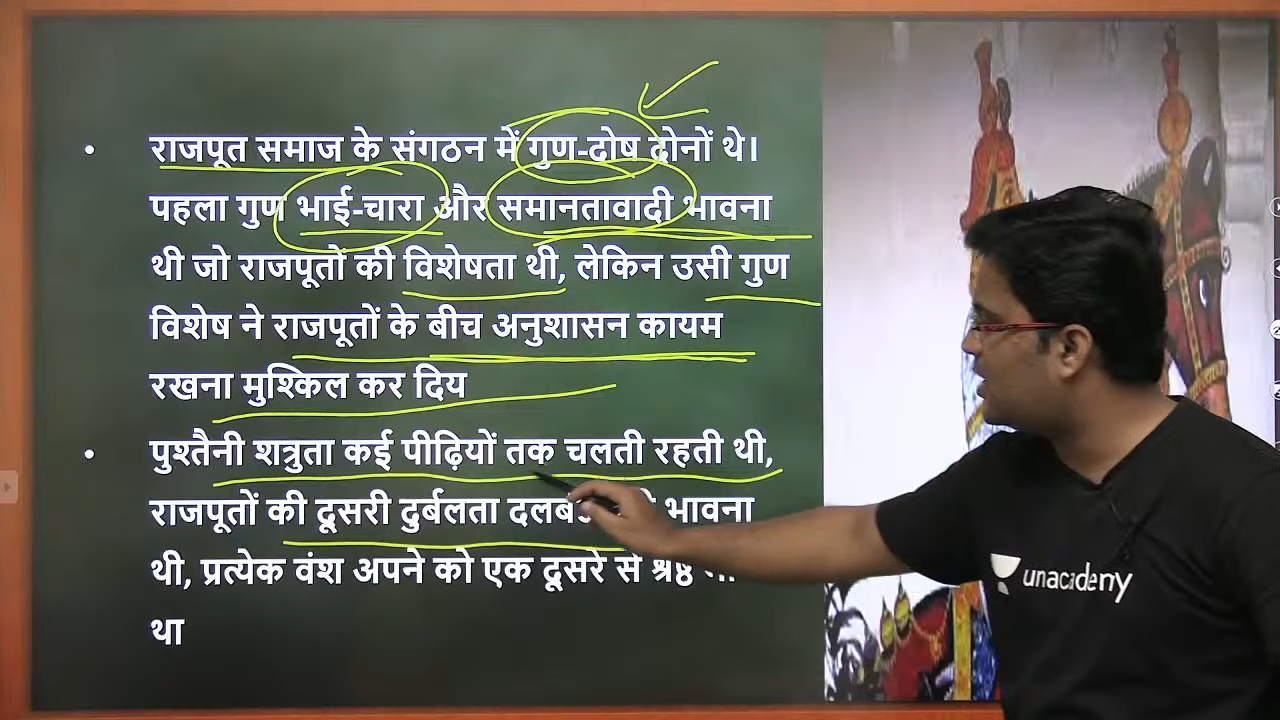 राजपूत समाज के संगठन में गुण-दोष दोनों थे।
पहला गुण भाई-चारा और समानतावादी भावना
थी जो राजपूतों की विशेषता थी, लेकिन उसी गुण
विशेष ने राजपूतों के बीच अनुशासन कायम
रखना मुश्किल कर दिय
पुश्तैनी शत्रुता कई पीढ़ियों तक चलती रहती थी,
राजपूतों की दूसरी दुर्बलता भावना
थी, प्रत्येक वंश अपने को एक दूसरे से श्रेष्ठ
था
unacademy